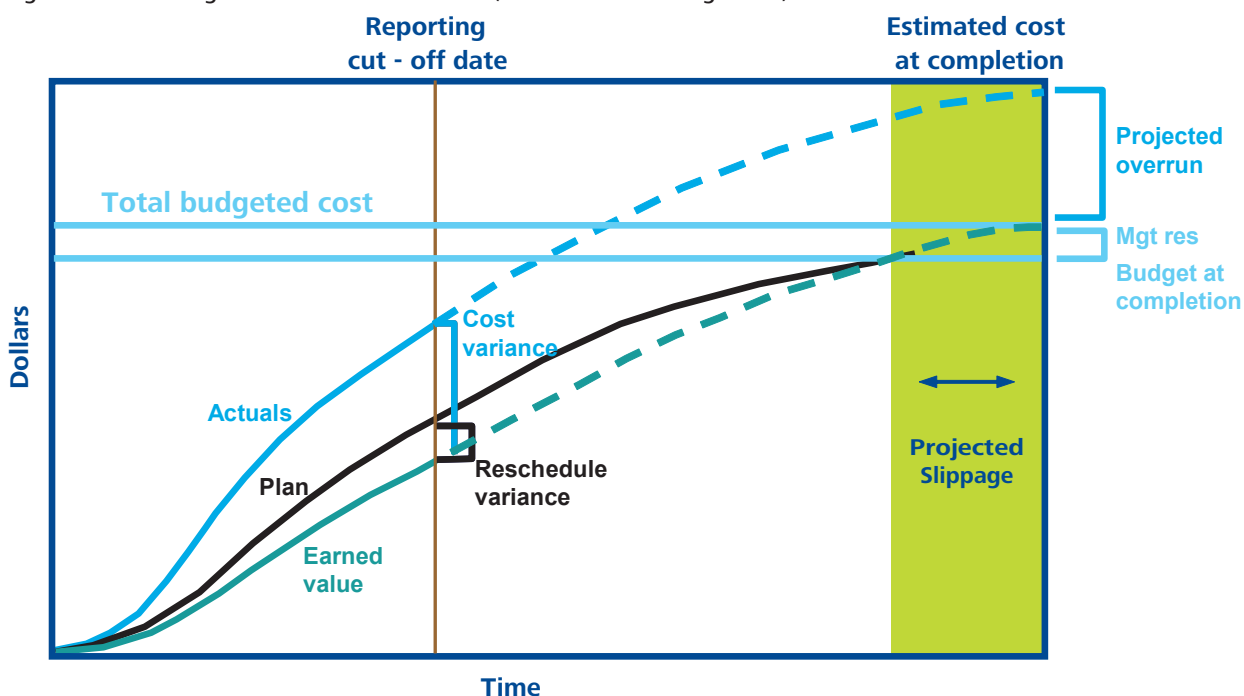 Reporting
cut - off date
Estimated cost
at completion
Projected
overrun
Total budgeted cost
Mgt res
Budget at
completion
Dollars
Cost
variance
Actuals
Plan
Reschedule
variance
Projected
Slippage
Earned
value
Time